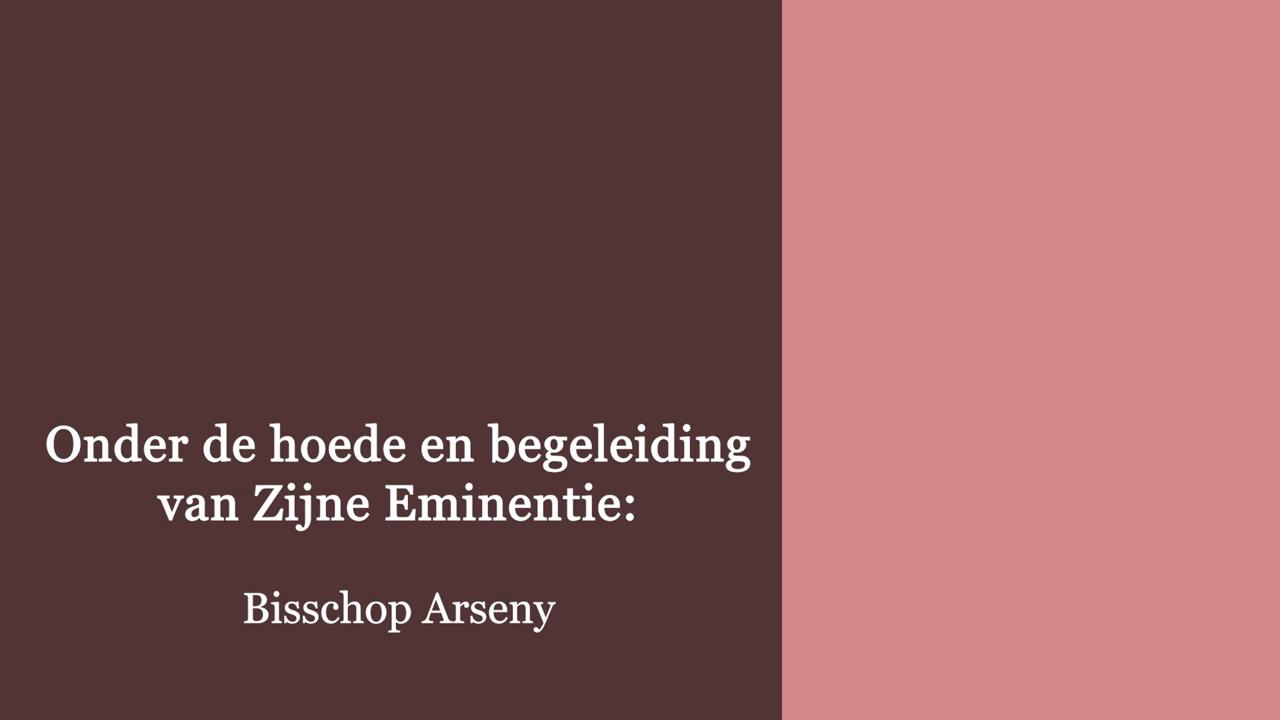 Onder de hoede en begeleiding
van Zijne Eminentie:
Bisschop Arseny